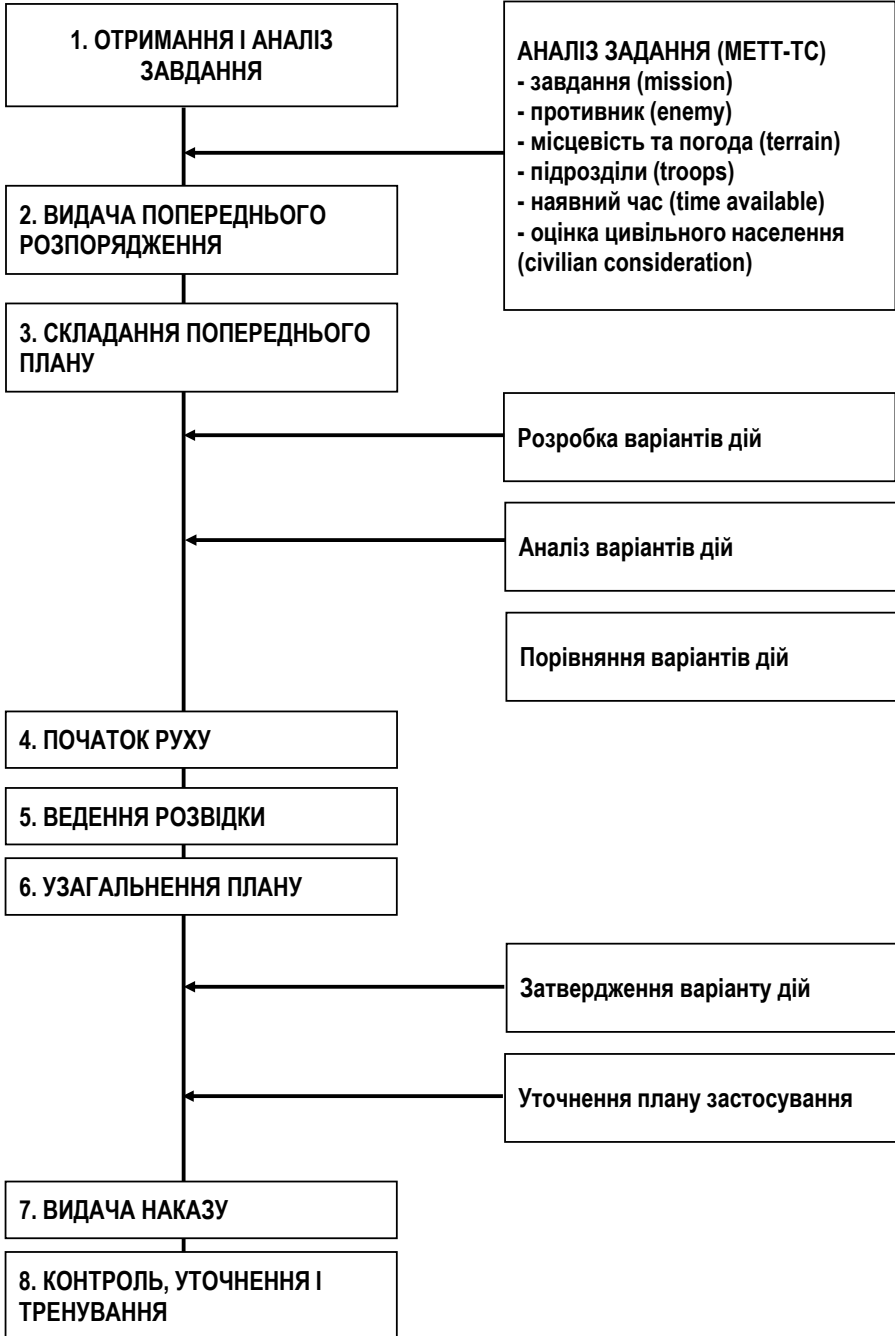 1. ОТРИМАННЯ І АНАЛІЗ
ЗАВДАННЯ
АНАЛІЗ ЗАДАННЯ (METT-TC)
- завдання (mission)
- противник (enemy)
- місцевість та погода (terrain)
- підрозділи (troops)
- наявний час (time available)
- оцінка цивільного населення
(civilian consideration)
2. ВИДАЧА ПОПЕРЕДНЬОГО
РОЗПОРЯДЖЕННЯ
3. СКЛАДАННЯ ПОПЕРЕДНЬОГО
ПЛАНУ
Розробка варіантів дій
Аналіз варіантів дій
Порівняння варіантів дій
4. ПОЧАТОК РУХУ
5. ВЕДЕННЯ РОЗВІДКИ
6. УЗАГАЛЬНЕННЯ ПЛАНУ
Затвердження варіанту дій
Уточнення плану застосування
7. ВИДАЧА НАКАЗУ
8. КОНТРОЛЬ, УТОЧНЕННЯ І
ТРЕНУВАННЯ